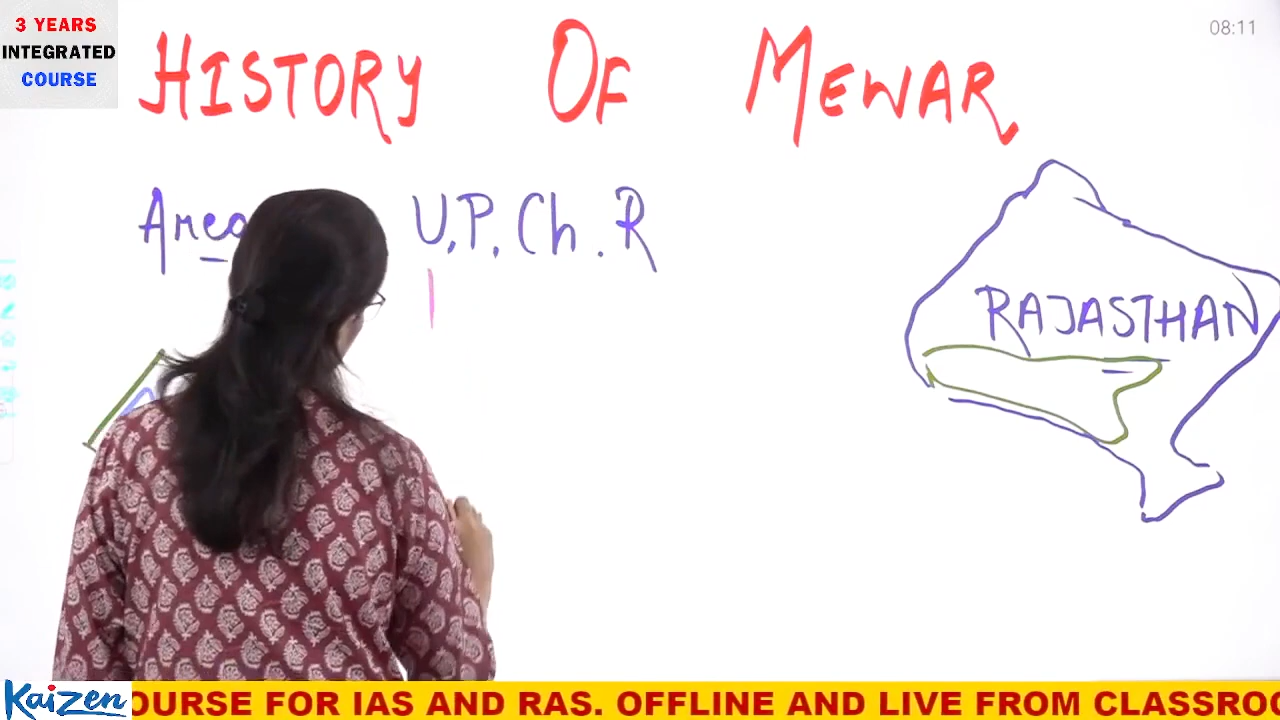 3 YEARS
INTEGRATED
COURSE
08:11
HISTORY OF MEWAR
Area U.P.Ch.R
RAJASTHAN
Kaizen
OURSE FOR IAS AND RAS. OFFLINE AND LIVE FROM CLASSROO